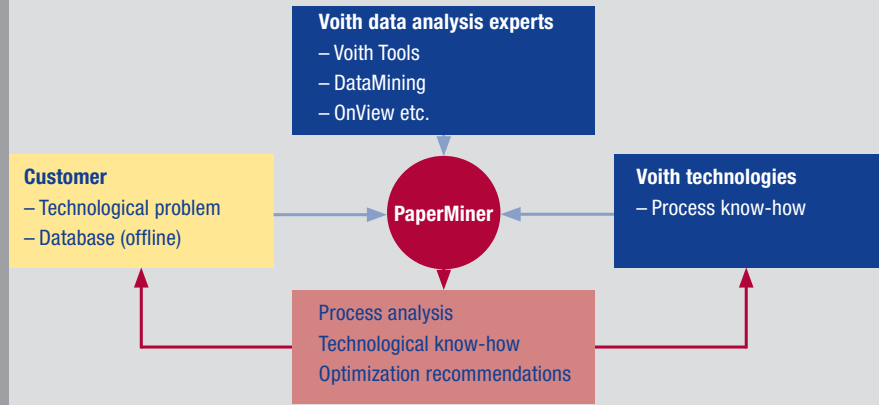 Voith data analysis experts
– Voith Tools
– DataMining
– OnView etc.
Customer
– Technological problem
– Database (offline)
PaperMiner
Voith technologies
– Process know-how
Process analysis
Technological know-how
Optimization recommendations